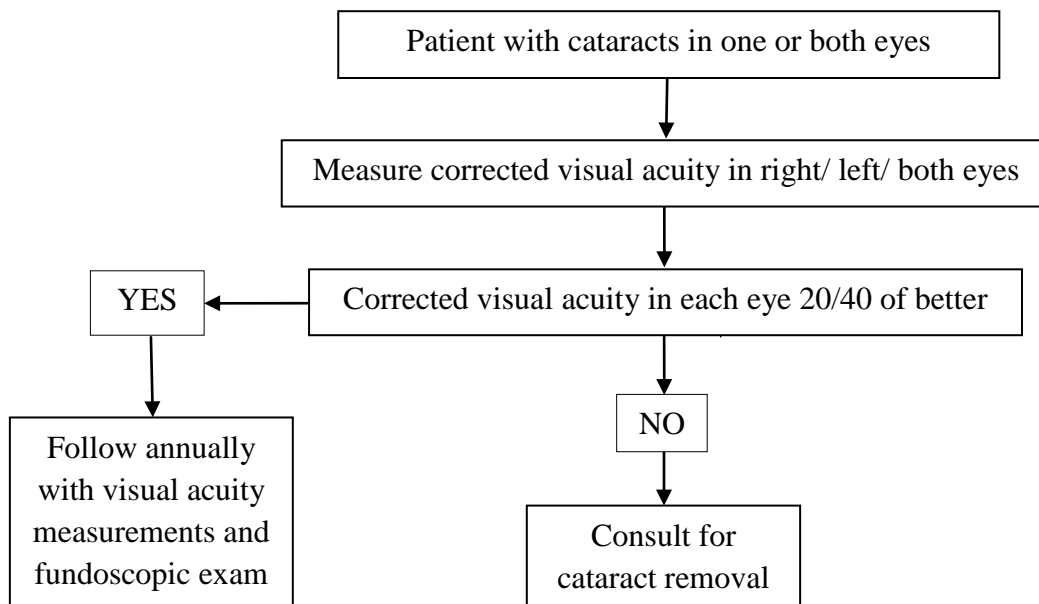 Patient with cataracts in one or both eyes
Measure corrected visual acuity in right/ left/ both eyes
YES
Corrected visual acuity in each eye 20/40 of better
NO
Follow annually
with visual acuity
measurements and
fundoscopic exam
Consult for
cataract removal